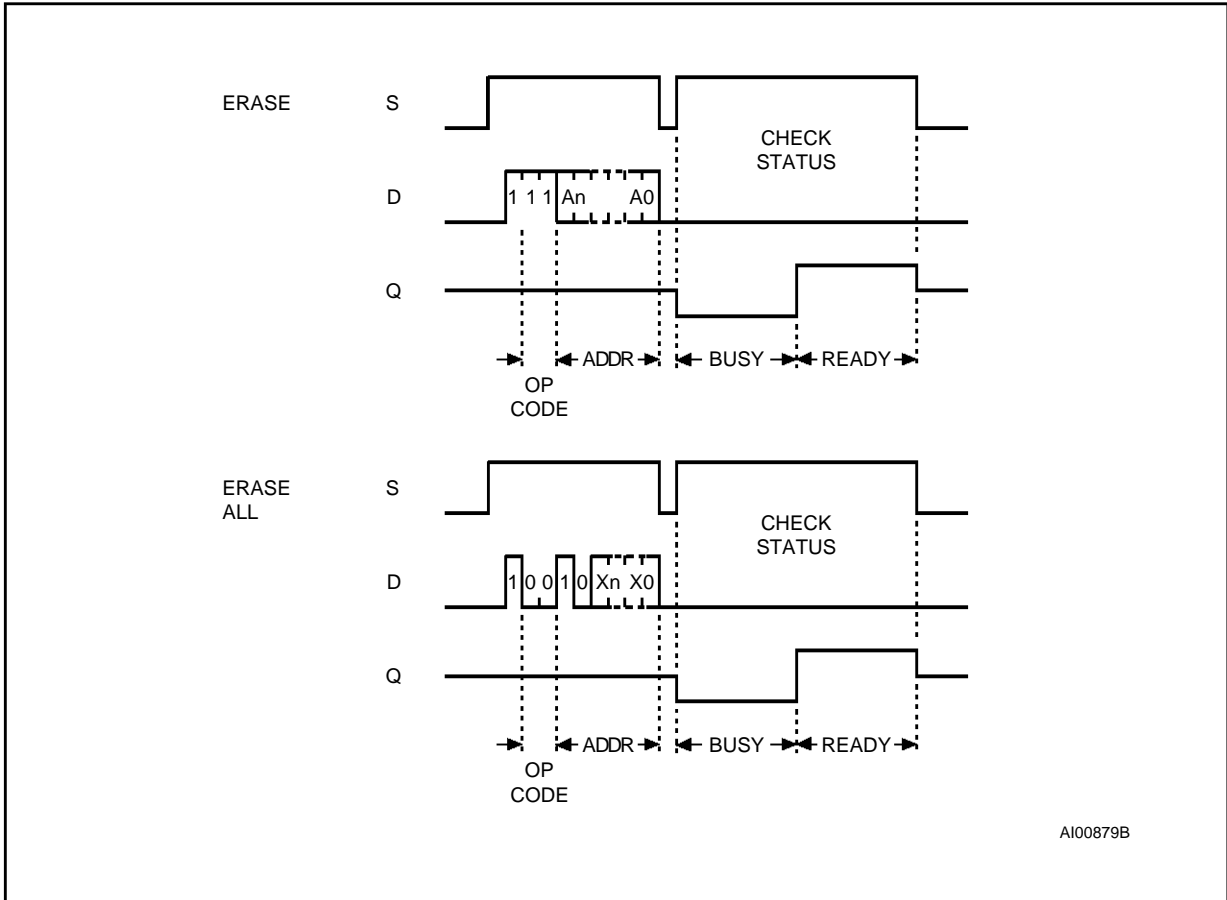 ERASE S
CHECK
STATUS
D 1 1 1 An A0
Q
ADDR BUSY READY
OP
CODE
ERASE
ALL
S
CHECK
STATUS
D 1 0 0 1 0 Xn X0
Q
ADDR BUSY READY
OP
CODE
AI00879B